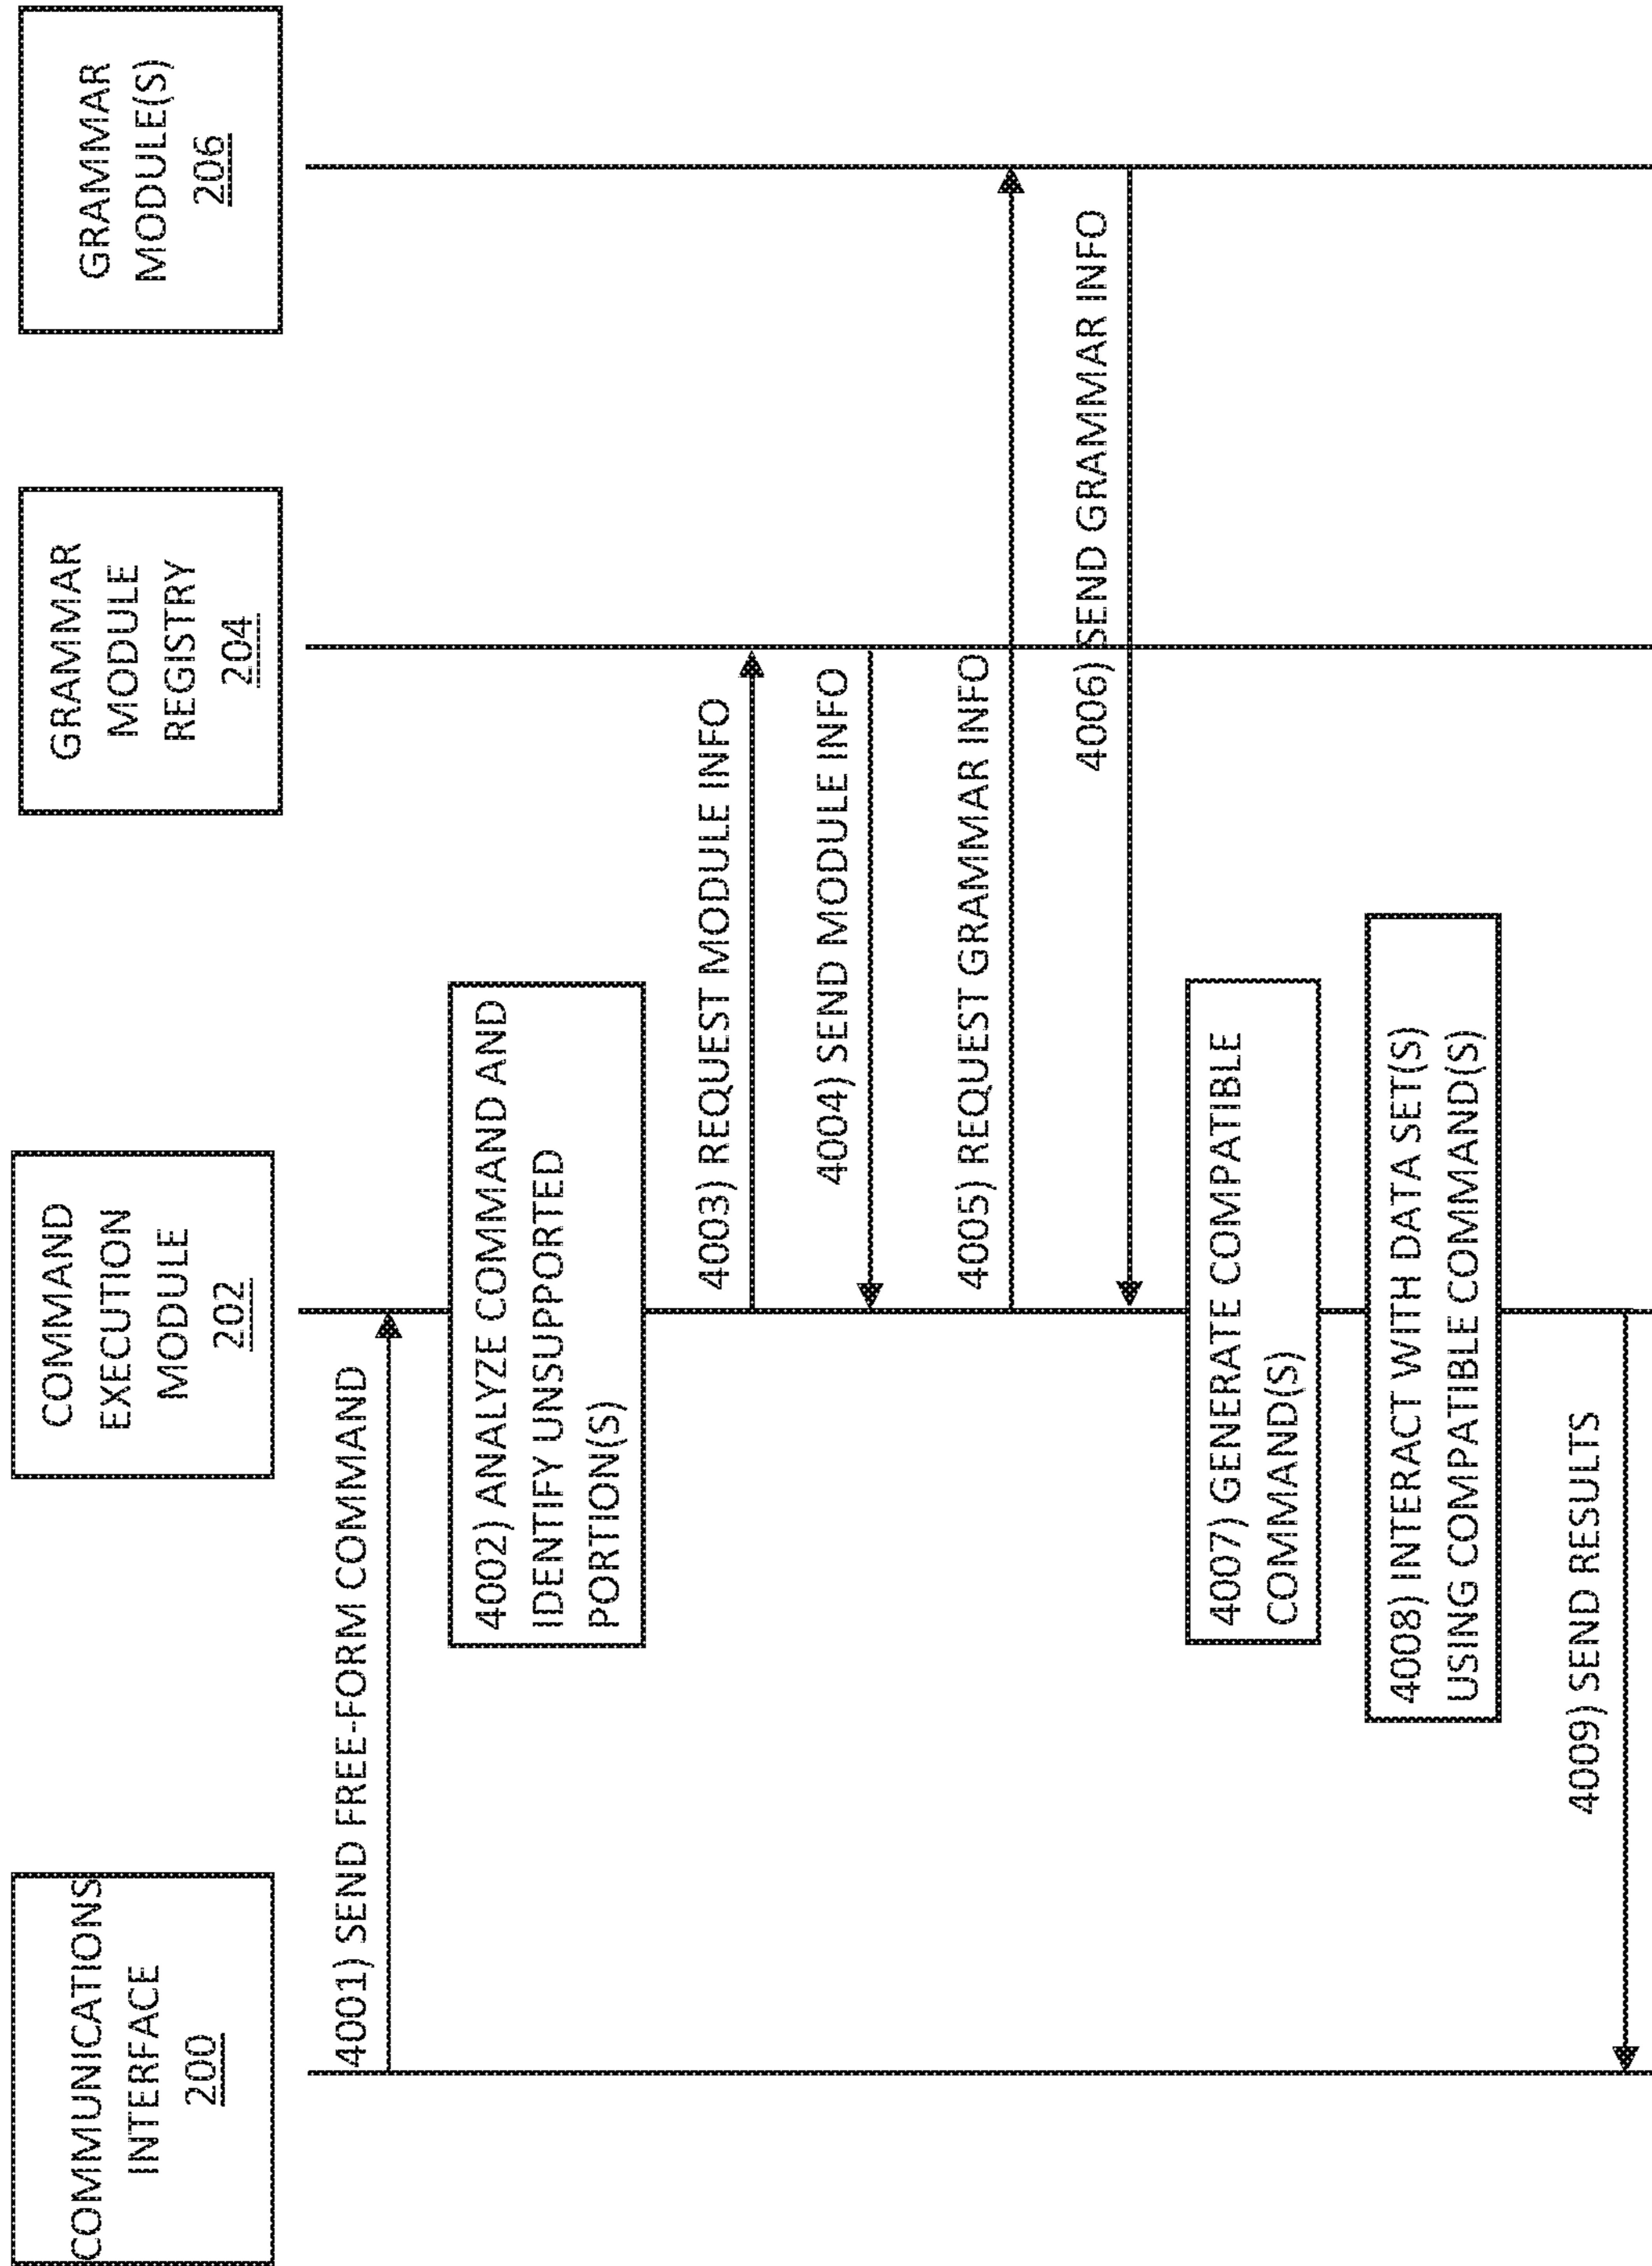 COMMUNICATIONS
INTERFACE
200
COMMAND
EXECUTION
MODULE
202
GRAMMAR
MODULE
REGISTRY
204
GRAMMAR
MODULE(S)
206
4001) SEND FREE-FORM COMMAND
4002) ANALYZE COMMAND AND
IDENTIFY UNSUPPORTED
PORTION(S)
4003) REQUEST MODULE INFO
4004) SEND MODULE INFO
4005) REQUEST GRAMMAR INFO
4006) SEND GRAMMAR INFO
4007) GENERATE COMPATIBLE
COMMAND(S)
4008) INTERACT WITH DATA SET(S)
USING COMPATIBLE COMMAND(S)
4009) SEND RESULTS